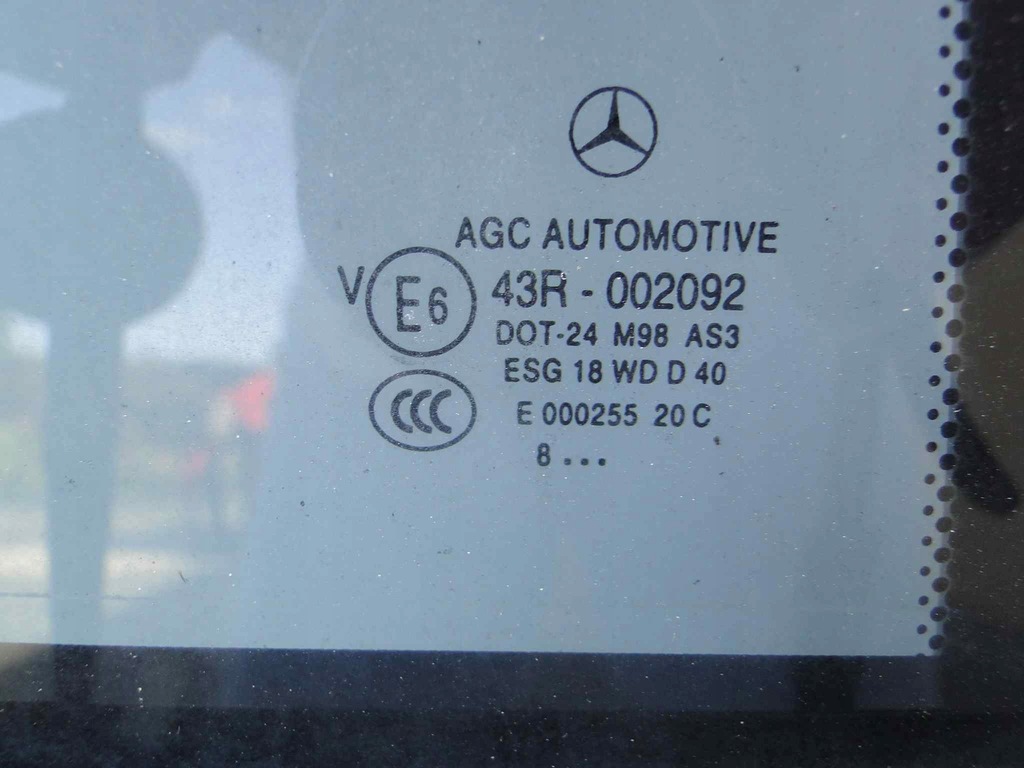 AGC AUTOMOTIVE
V E6 43R - 002092
DOT-24 M98 AS3
ESG 18 WD D 40
CCC E 000255 20 C
8...